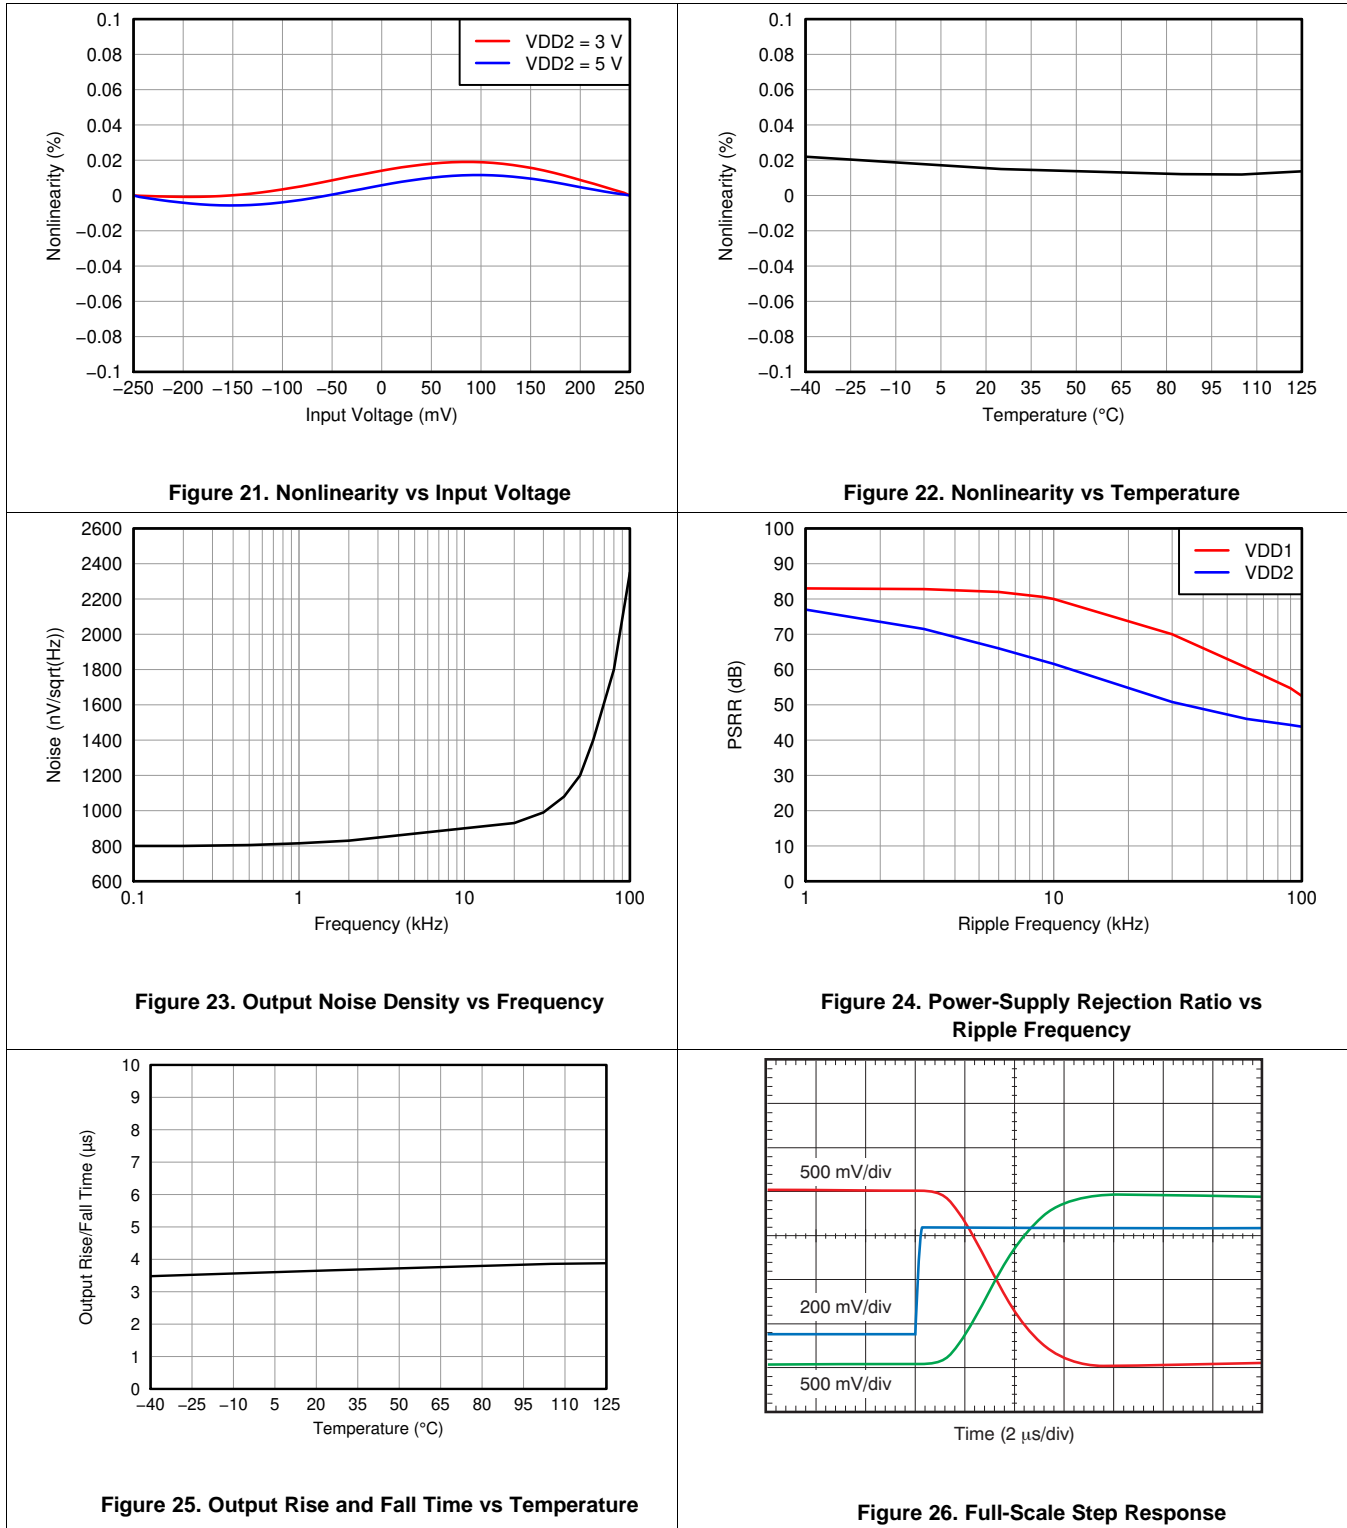 0.1
0.08
0.06
0.04
0.02
0
−0.02
−0.04
−0.06
−0.08
−0.1
Nonlinearity (%)
VDD2 = 3 V
VDD2 = 5 V
−250 −200 −150 −100 −50 0 50 100 150 200 250
Input Voltage (mV)
Figure 21. Nonlinearity vs Input Voltage
0.1
0.08
0.06
0.04
0.02
0
−0.02
−0.04
−0.06
−0.08
−0.1
Nonlinearity (%)
−40 −25 −10 5 20 35 50 65 80 95 110 125
Temperature (°C)
Figure 22. Nonlinearity vs Temperature
2600
2400
2200
2000
1800
1600
1400
1200
1000
800
600
Noise (nV/sqrt(Hz))
0.1 1 10 100
Frequency (kHz)
Figure 23. Output Noise Density vs Frequency
100
90
80
70
60
50
40
30
20
10
0
PSRR (dB)
VDD1
VDD2
1 10 100
Ripple Frequency (kHz)
Figure 24. Power-Supply Rejection Ratio vs
Ripple Frequency
10
9
8
7
6
5
4
3
2
1
0
Output Rise/Fall Time (μs)
−40 −25 −10 5 20 35 50 65 80 95 110 125
Temperature (°C)
Figure 25. Output Rise and Fall Time vs Temperature
500 mV/div
200 mV/div
500 mV/div
Time (2 μs/div)
Figure 26. Full-Scale Step Response